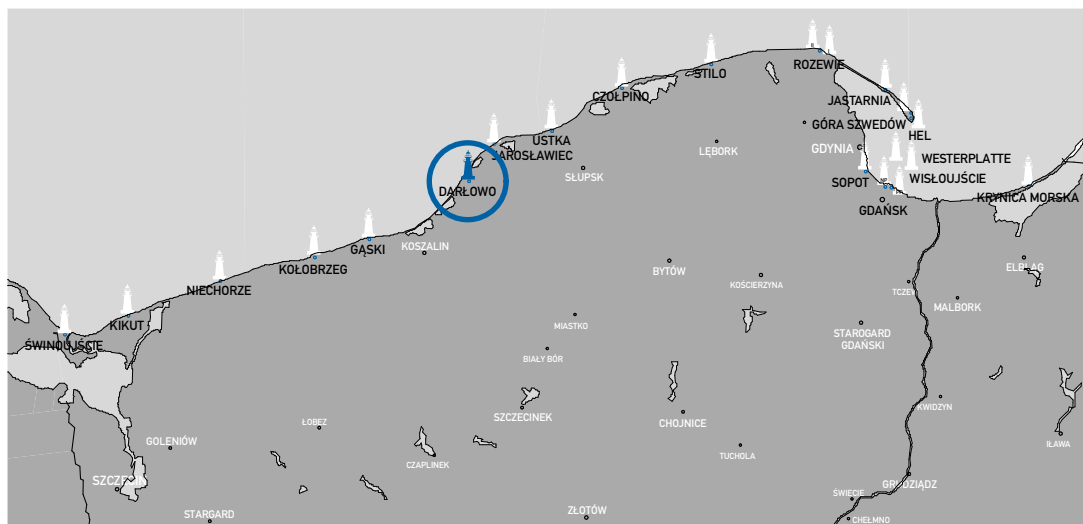 ROZEWIE
STILO
CZOŁPINO
JASTARNIA
GÓRA SZWEDÓW
HEL
USTKA
JAROSŁAWIEC
LĘBORK
GDYNIA
WESTERPLATTE
SŁUPSK
SOPOT
WISŁOUJŚCIE
DARŁOWO
KRYNICA MORSKA
GDAŃSK
GĄSKI
KOSZALIN
KOŁOBRZEG
BYTÓW
ELBLĄG
KOŚCIERZYNA
NIECHORZE
TCZEW
MALBORK
KIKUT
MIASTKO
STAROGARD
GDAŃSKI
ŚWINOUJŚCIE
BIAŁY BÓR
KWIDZYN
SZCZECINEK
CHOJNICE
ŁOBEZ
GOLENIÓW
IŁAWA
TUCHOLA
CZAPLINEK
SZCZECIN
GRUDZIĄDZ
ŚWIECIE
STARGARD
ZŁOTÓW
CHEŁMNO